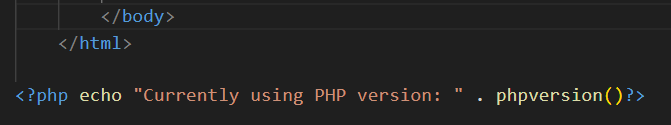 </body>
</html>
<?php echo "Currently using PHP version: " . phpversion()?>